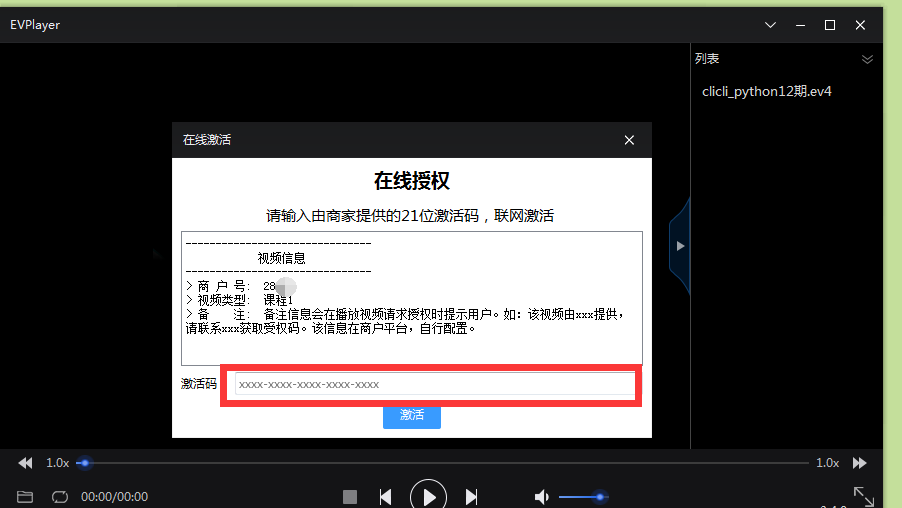 EVPlayer
列表
clicli_python12期.ev4
在线激活
在线授权
请输入由商家提供的21位激活码，联网激活
-------------------------------
视频信息
-------------------------------
> 商 户 号: 28
> 视频类型: 课程1
> 备 注: 备注信息会在播放视频请求授权时提示用户。如: 该视频由xxx提供，
请联系xxx获取受权码。该信息在商户平台，自行配置。
激活码
xxxx-xxxx-xxxx-xxxx-xxxx
激活
1.0x
1.0x
00:00/00:00